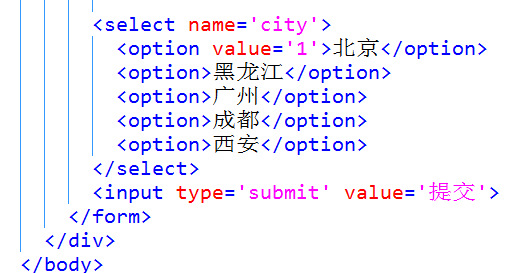 <select name='city'>
<option value='1'>北京</option>
<option>黑龙江</option>
<option>广州</option>
<option>成都</option>
<option>西安</option>
</select>
<input type='submit' value='提交'>
</form>
</div>
</body>